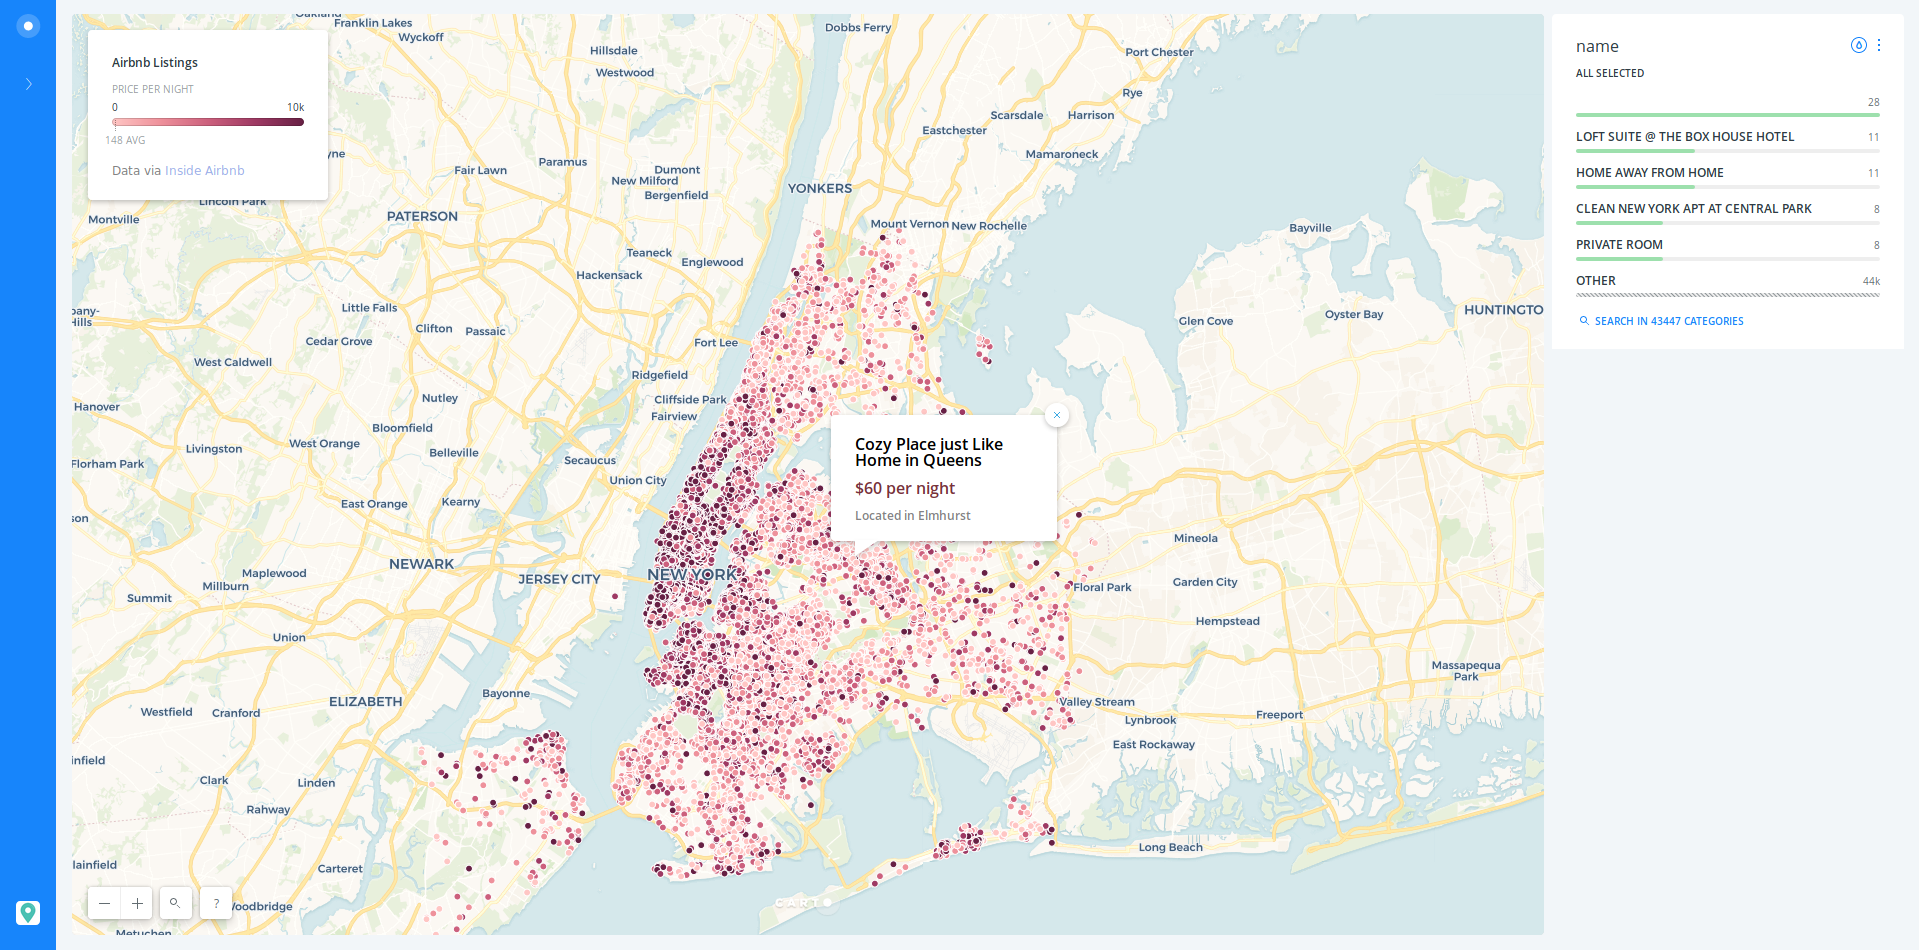 Airbnb Listings
PRICE PER NIGHT
0 10k
148 AVG
Data via Inside Airbnb
Franklin Lakes
Wyckoff
Hillsdale
Westwood
Dobbs Ferry
Port Chester
Rye
Scarsdale Harrison
Eastchester
Mamaroneck
Paramus
Fair Lawn
Dumont
New Milford
Bergenfield
YONKERS
Lincoln Park
Montville
PATERSON
Mount Vernon New Rochelle
Bayville
Teaneck
Englewood
Hackensack
Little Falls
Clifton Passaic
Cedar Grove
Fort Lee
Glen Cove
Oyster Bay
HUNTINGTO
West Caldwell
Ridgefield
Cliffside Park
Fairview
Hanover
Nutley
Bloomfield
Livingston
West Orange
Belleville
Florham Park
Secaucus
Union City
East Orange
Kearny
son
Cozy Place just Like
Home in Queens
$60 per night
Located in Elmhurst
Mineola
NEWARK
Maplewood
Millburn
Summit
JERSEY CITY
NEW YORK
Floral Park
Garden City
Hempstead
Union
Massapequa
Park
ELIZABETH
Bayonne
Westfield Cranford
Valley Stream
Lynbrook
Freeport
East Rockaway
infield
Clark
Linden
Rahway
Long Beach
lainfield
Carteret
Metuchen
CARTO
?
name
ALL SELECTED
28
LOFT SUITE @ THE BOX HOUSE HOTEL 11
HOME AWAY FROM HOME 11
CLEAN NEW YORK APT AT CENTRAL PARK 8
PRIVATE ROOM 8
OTHER 44k
SEARCH IN 43447 CATEGORIES